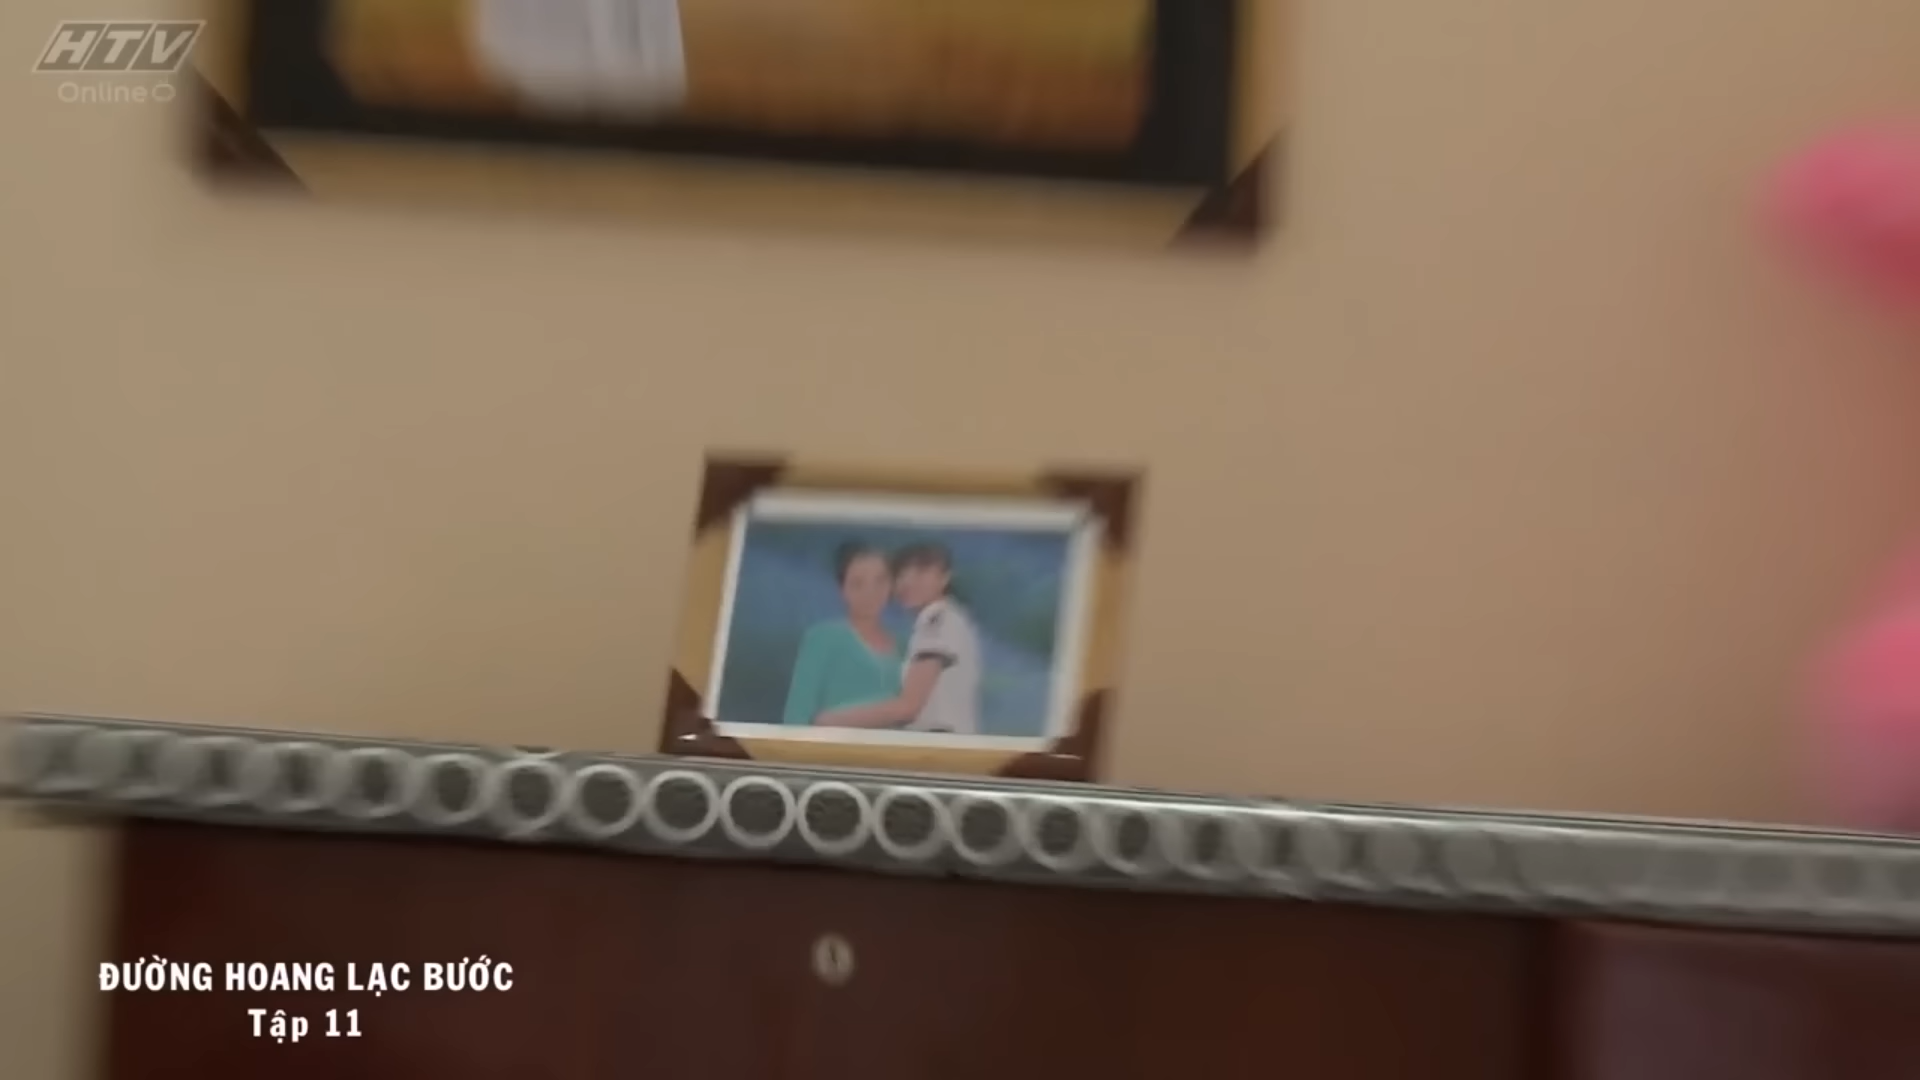 HTV
Online
ĐƯỜNG HOANG LẠC BƯỚC
Tập 11